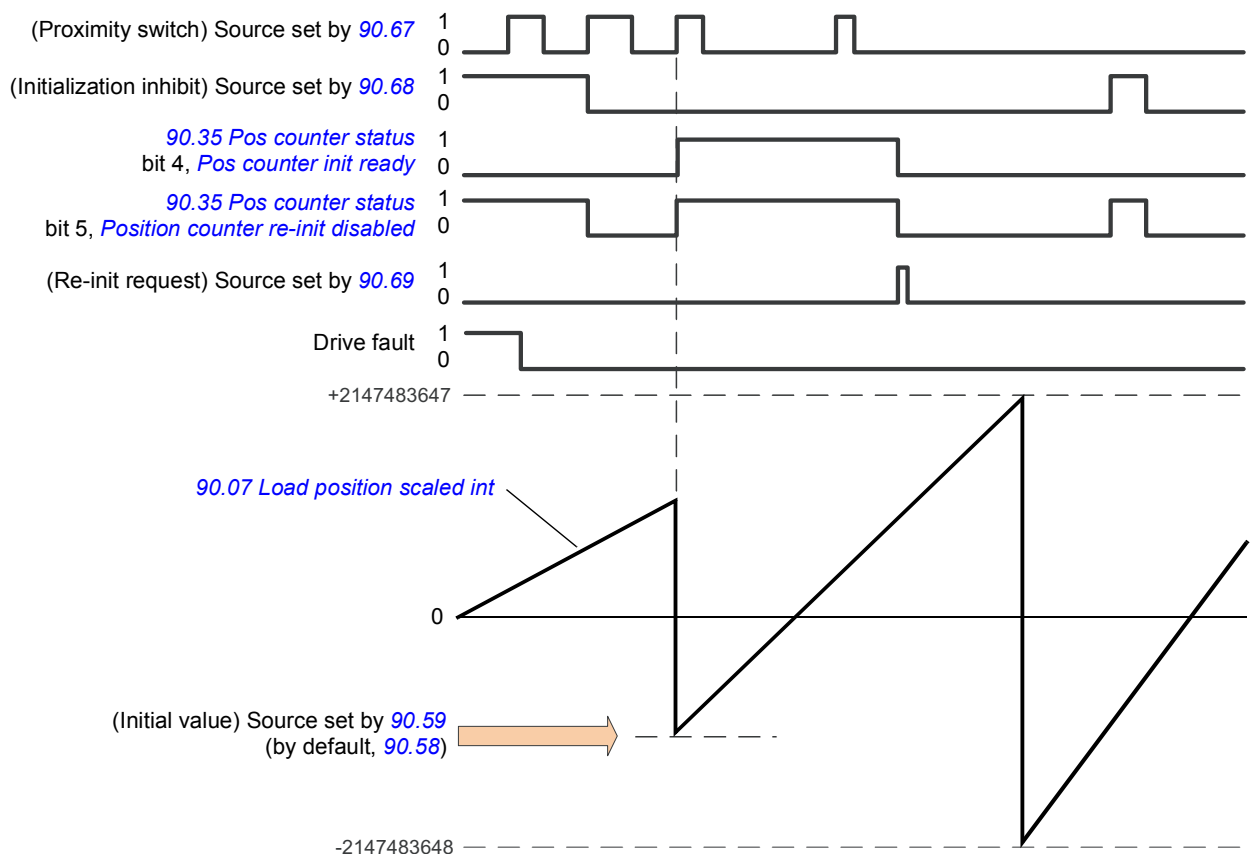 (Proximity switch) Source set by 90.67
1
0
(Initialization inhibit) Source set by 90.68
1
0
90.35 Pos counter status
bit 4, Pos counter init ready
1
0
90.35 Pos counter status
bit 5, Position counter re-init disabled
1
0
(Re-init request) Source set by 90.69
1
0
Drive fault
1
0
+2147483647
90.07 Load position scaled int
0
(Initial value) Source set by 90.59
(by default, 90.58)
-2147483648